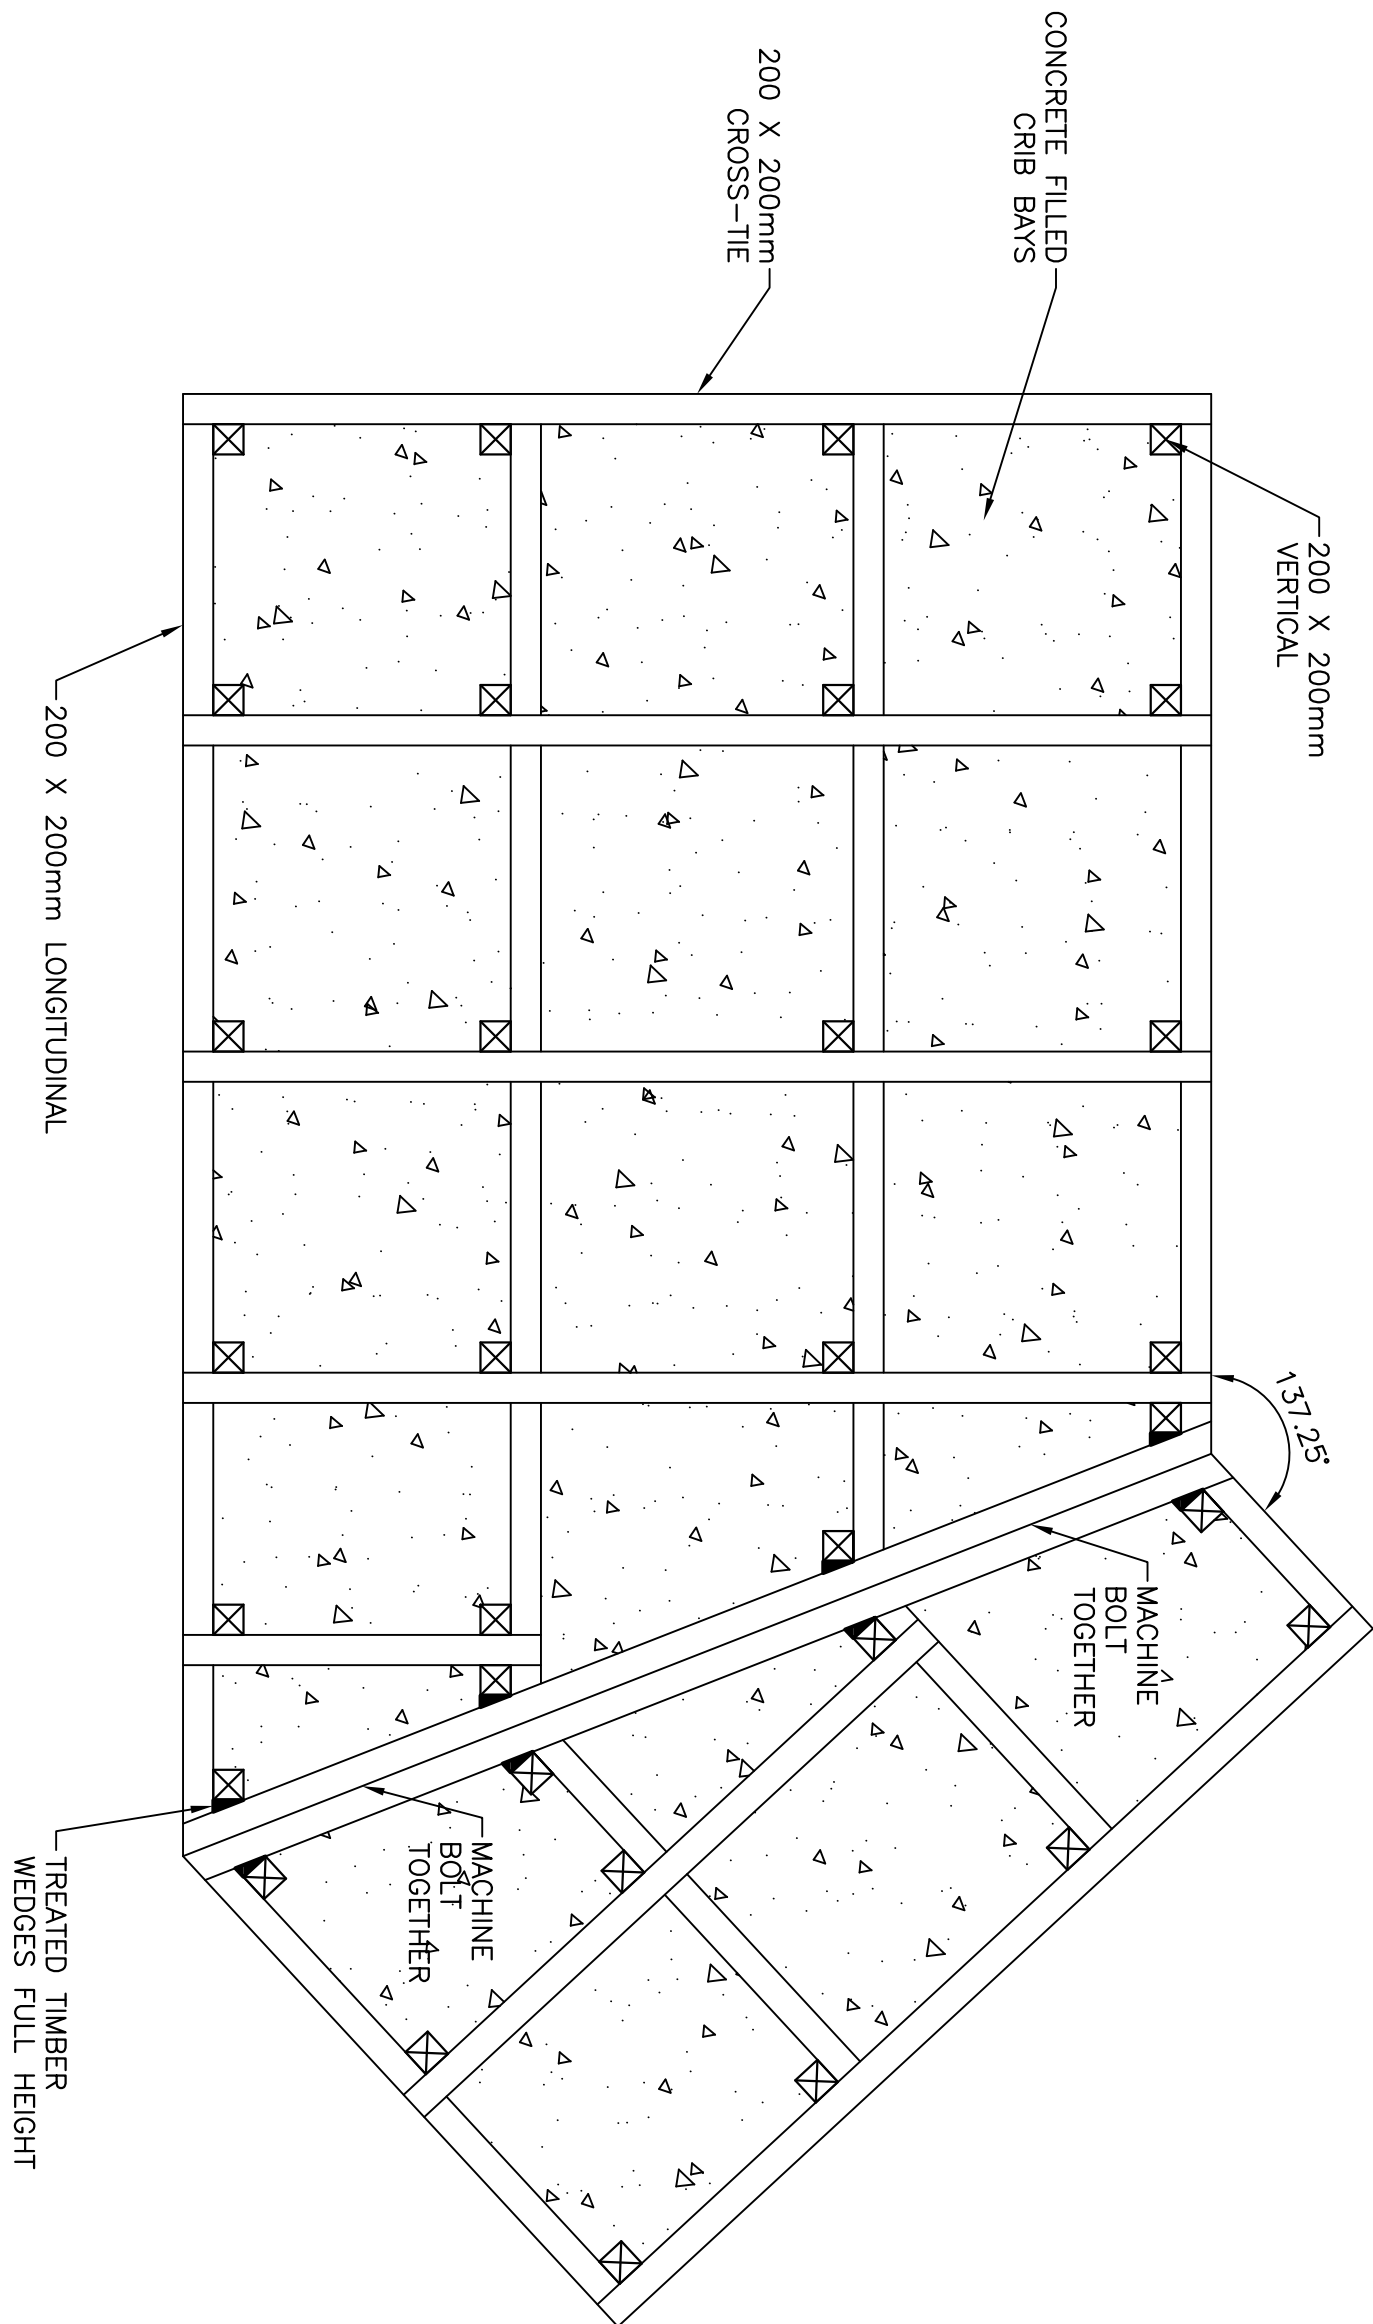 200 X 200mm
VERTICAL
137.25°
CONCRETE FILLED
CRIB BAYS
MACHINE
BOLT
TOGETHER
200 X 200mm
CROSS-TIE
MACHINE
BOLT
TOGETHER
200 X 200mm LONGITUDINAL
TREATED TIMBER
WEDGES FULL HEIGHT